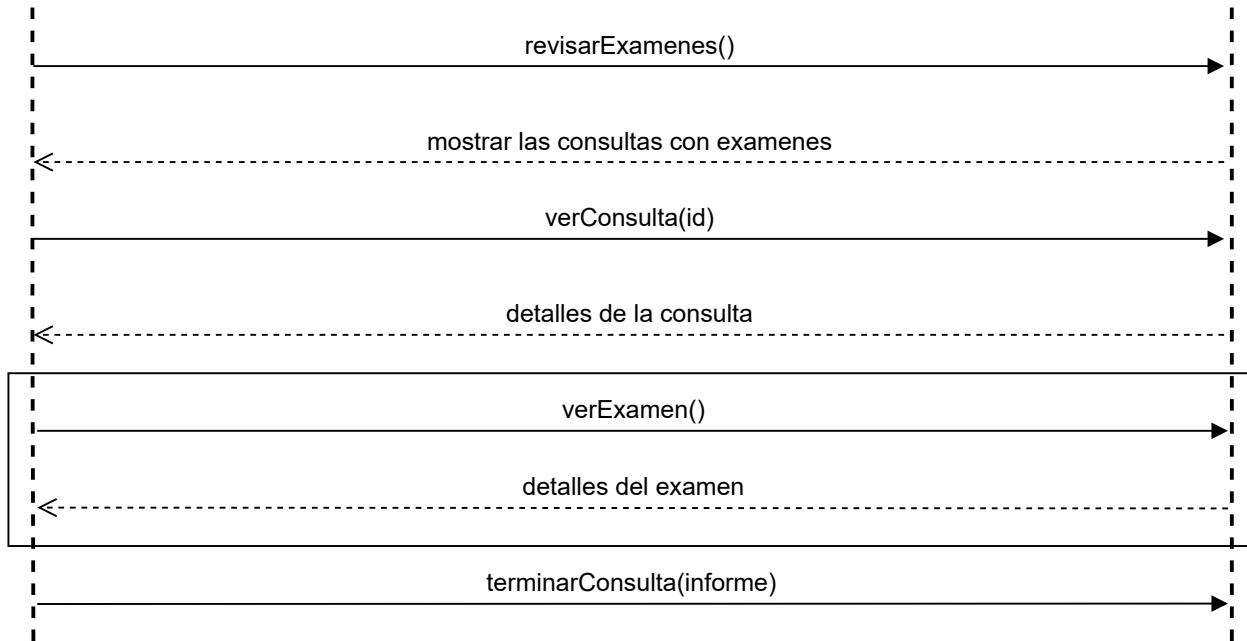 revisarExamenes()
mostrar las consultas con examenes
verConsulta(id)
detalles de la consulta
verExamen()
detalles del examen
terminarConsulta(informe)